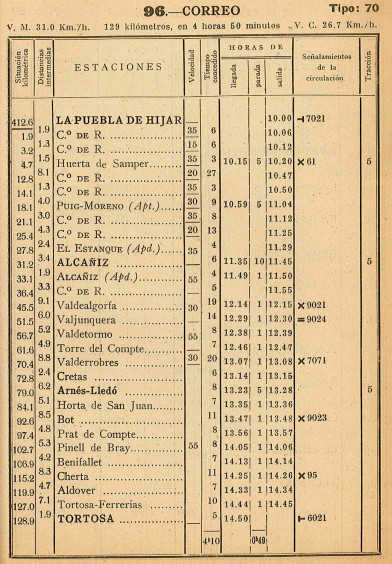 96.—CORREO Tipo: 70
V. M. 31.0 Km./h. 129 kilómetros, en 4 horas 50 minutos V. C. 26.7 Km./h.
Situación kilométrica Distancias intermedias ESTACIONES Velocidad Tiempo concedido HORAS DE llegada parada salida Señalamientos de la circulación Tracción
412.6 LA PUEBLA DE HIJAR 10.00 7021
1.9 1.9 C.º DE R. 35 6 10.06
3.2 C.º DE R. 15 6 10.12
4.7 1.5 Huerta de Samper 35 3 10.15 5 10.20 × 61
12.8 8.1 C.º DE R. 20 27 10.47
14.1 1.3 C.º DE R. 35 3 10.50
18.1 4.0 PUIG-MORENO (Apt.) 30 9 10.59 5 11.04
21.1 3.0 C.º DE R. 35 8 11.12
25.4 4.3 C.º DE R. 20 13 11.25
27.8 2.4 EL ESTANQUE (Apd.) 35 4 11.29
31.2 3.4 ALCAÑIZ 6 11.35 10 11.45 5
33.1 1.9 ALCAÑIZ (Apd.) 55 4 11.49 1 11.50
36.4 C.º DE R. 5 11.55
45.5 9.1 Valdealgorfa 30 19 12.14 1 12.15 × 9021
51.5 Valjunquera 14 12.29 1 12.30 = 9024
56.7 5.2 Valdetormo 55 8 12.38 1 12.39
61.6 Torre del Compte 7 12.46 1 12.47
70.4 8.8 Valderrobres 30 20 13.07 1 13.08 × 7071
72.8 2.4 Cretas 6 13.14 1 13.15
79.0 6.2 Arnés-Lledó 8 13.23 5 13.28 5
84.1 5.1 Horta de San Juan 7 13.35 1 13.36
92.6 8.5 Bot 11 13.47 1 13.48 × 9023
97.4 4.8 Prat de Compte 8 13.56 1 13.57
102.7 5.3 Pinell de Bray 55 8 14.05 1 14.06
106.9 4.2 Benifallet 7 14.13 1 14.14
115.2 8.3 Cherta 11 14.25 1 14.26 × 95
119.9 4.7 Aldover 7 14.33 1 14.34
127.0 7.1 Tortosa-Ferrerias 10 14.44 1 14.45
128.9 1.9 TORTOSA 5 14.50 6021
4º10 0º40